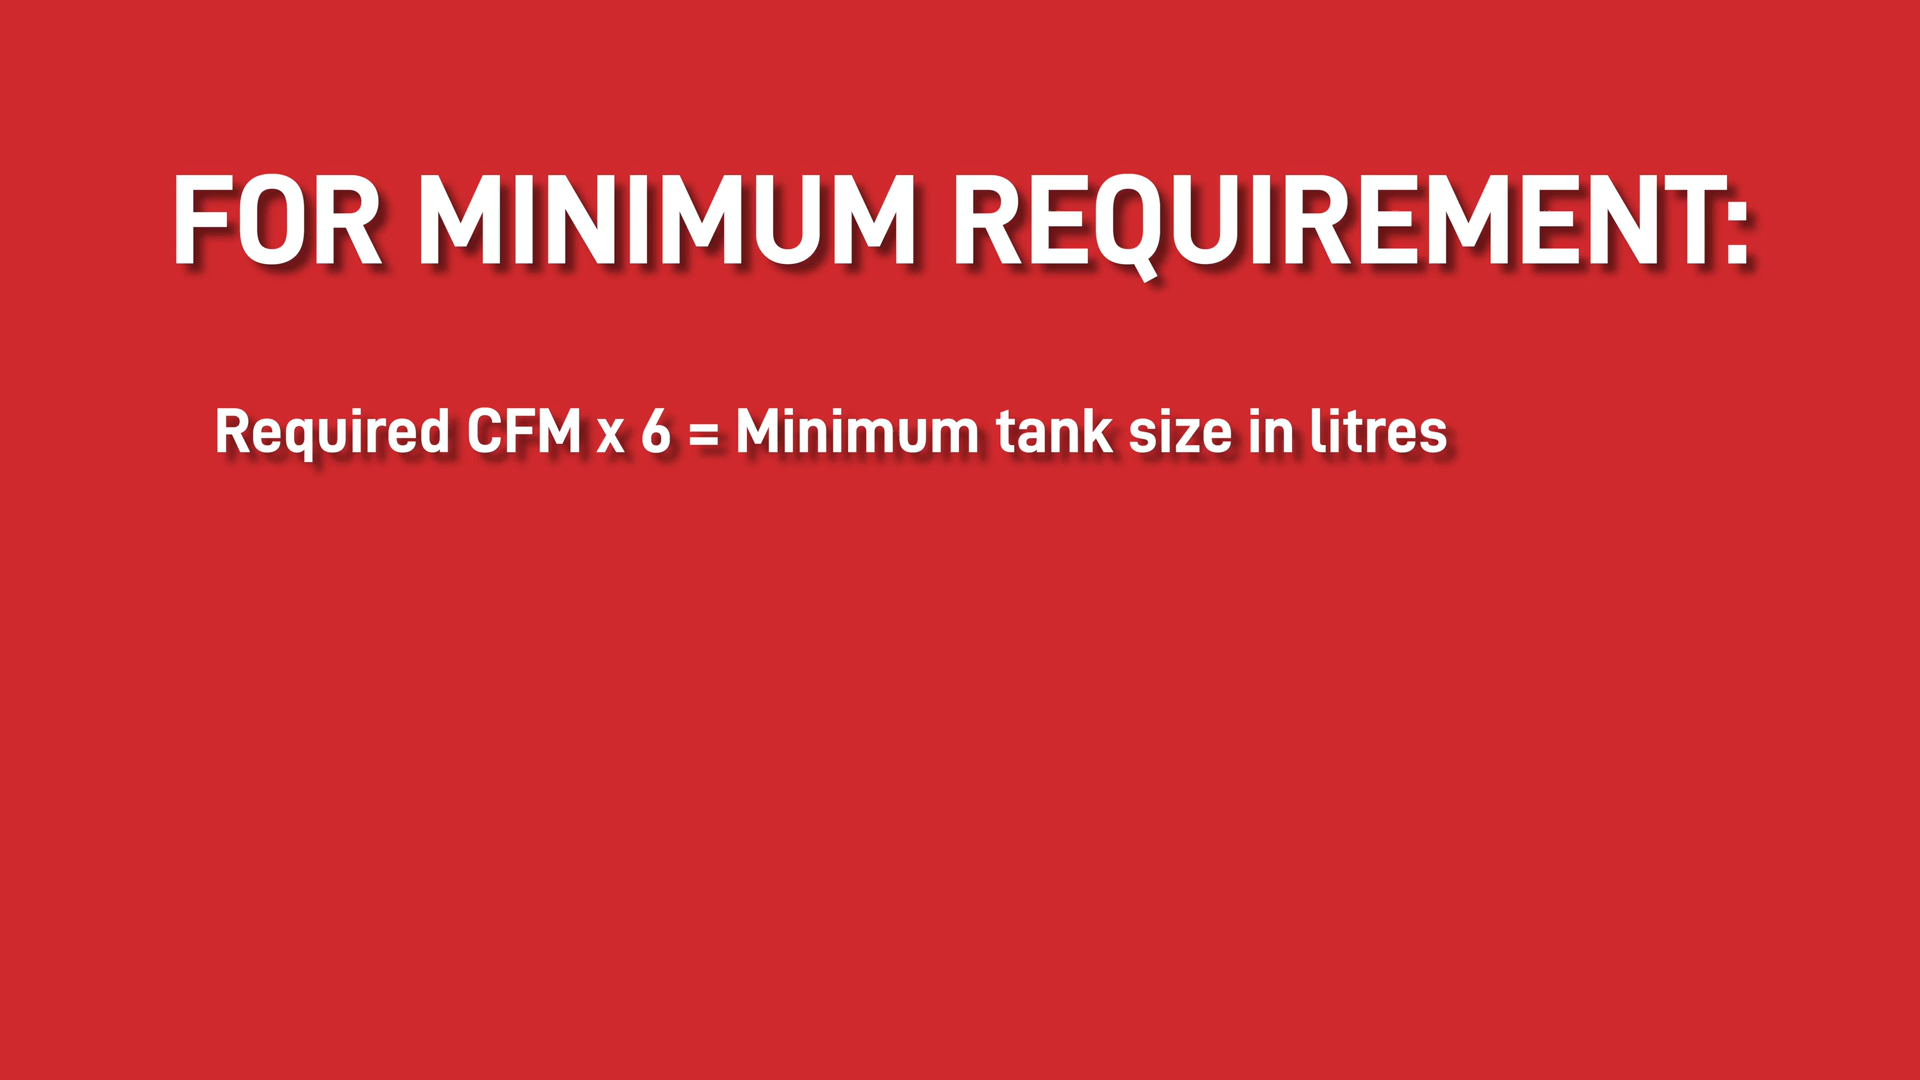 FOR MINIMUM REQUIREMENT:
Required CFM x 6 = Minimum tank size in litres